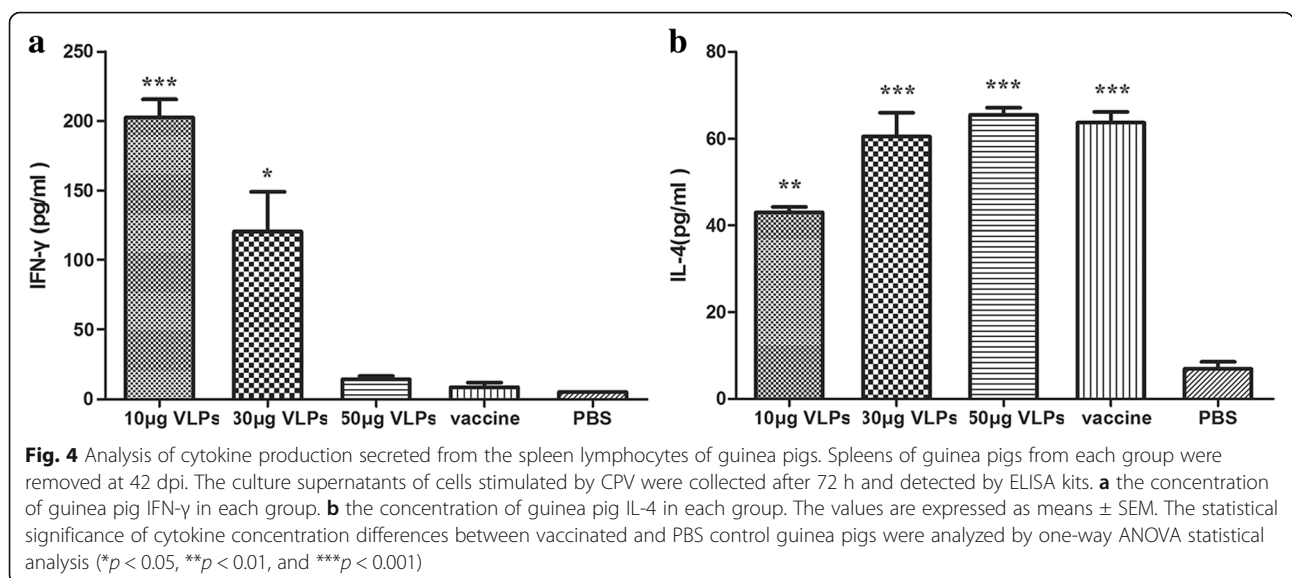 a
250
200
150
100
50
0
IFN-γ (pg/ml )
***
*
10µg VLPs 30µg VLPs 50µg VLPs vaccine PBS
b
80
60
40
20
0
IL-4(pg/ml )
**
***
***
***
10µg VLPs 30µg VLPs 50µg VLPs vaccine PBS
Fig. 4 Analysis of cytokine production secreted from the spleen lymphocytes of guinea pigs. Spleens of guinea pigs from each group were
removed at 42 dpi. The culture supernatants of cells stimulated by CPV were collected after 72 h and detected by ELISA kits. a the concentration
of guinea pig IFN-γ in each group. b the concentration of guinea pig IL-4 in each group. The values are expressed as means ± SEM. The statistical
significance of cytokine concentration differences between vaccinated and PBS control guinea pigs were analyzed by one-way ANOVA statistical
analysis (*p < 0.05, **p < 0.01, and ***p < 0.001)